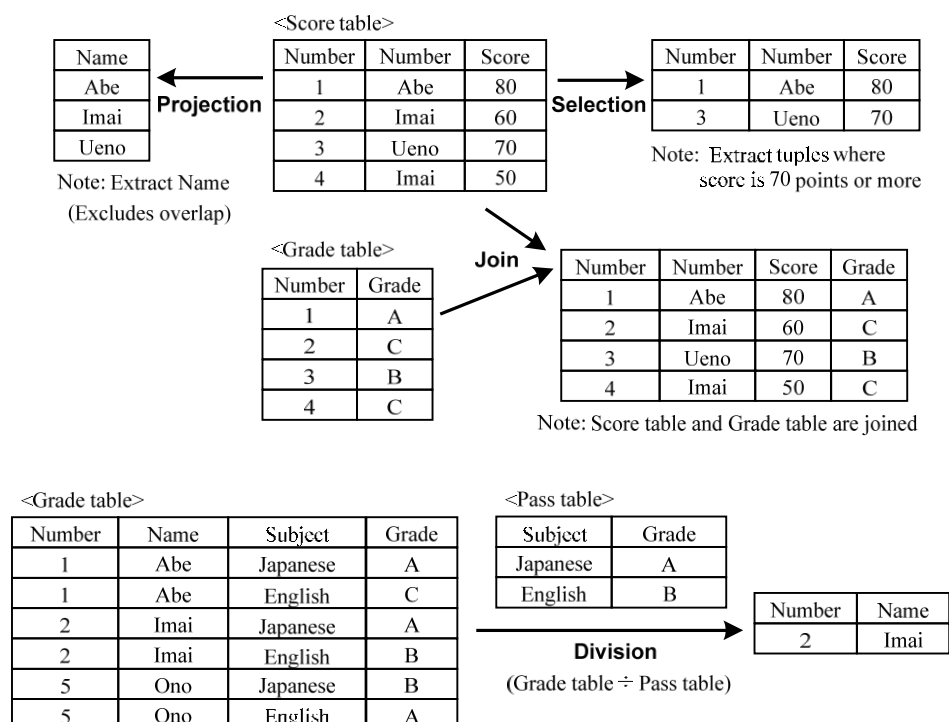 <Score table>
Name
Abe
Imai
Ueno
Projection
Note: Extract Name
(Excludes overlap)
Number Number Score
1 Abe 80
2 Imai 60
3 Ueno 70
4 Imai 50
Selection
Number Number Score
1 Abe 80
3 Ueno 70
Note: Extract tuples where
score is 70 points or more
<Grade table>
Number Grade
1 A
2 C
3 B
4 C
Join
Number Number Score Grade
1 Abe 80 A
2 Imai 60 C
3 Ueno 70 B
4 Imai 50 C
Note: Score table and Grade table are joined
<Grade table>
Number Name Subject Grade
1 Abe Japanese A
1 Abe English C
2 Imai Japanese A
2 Imai English B
5 Ono Japanese B
5 Ono English A
<Pass table>
Subject Grade
Japanese A
English B
Division
(Grade table ÷ Pass table)
Number Name
2 Imai